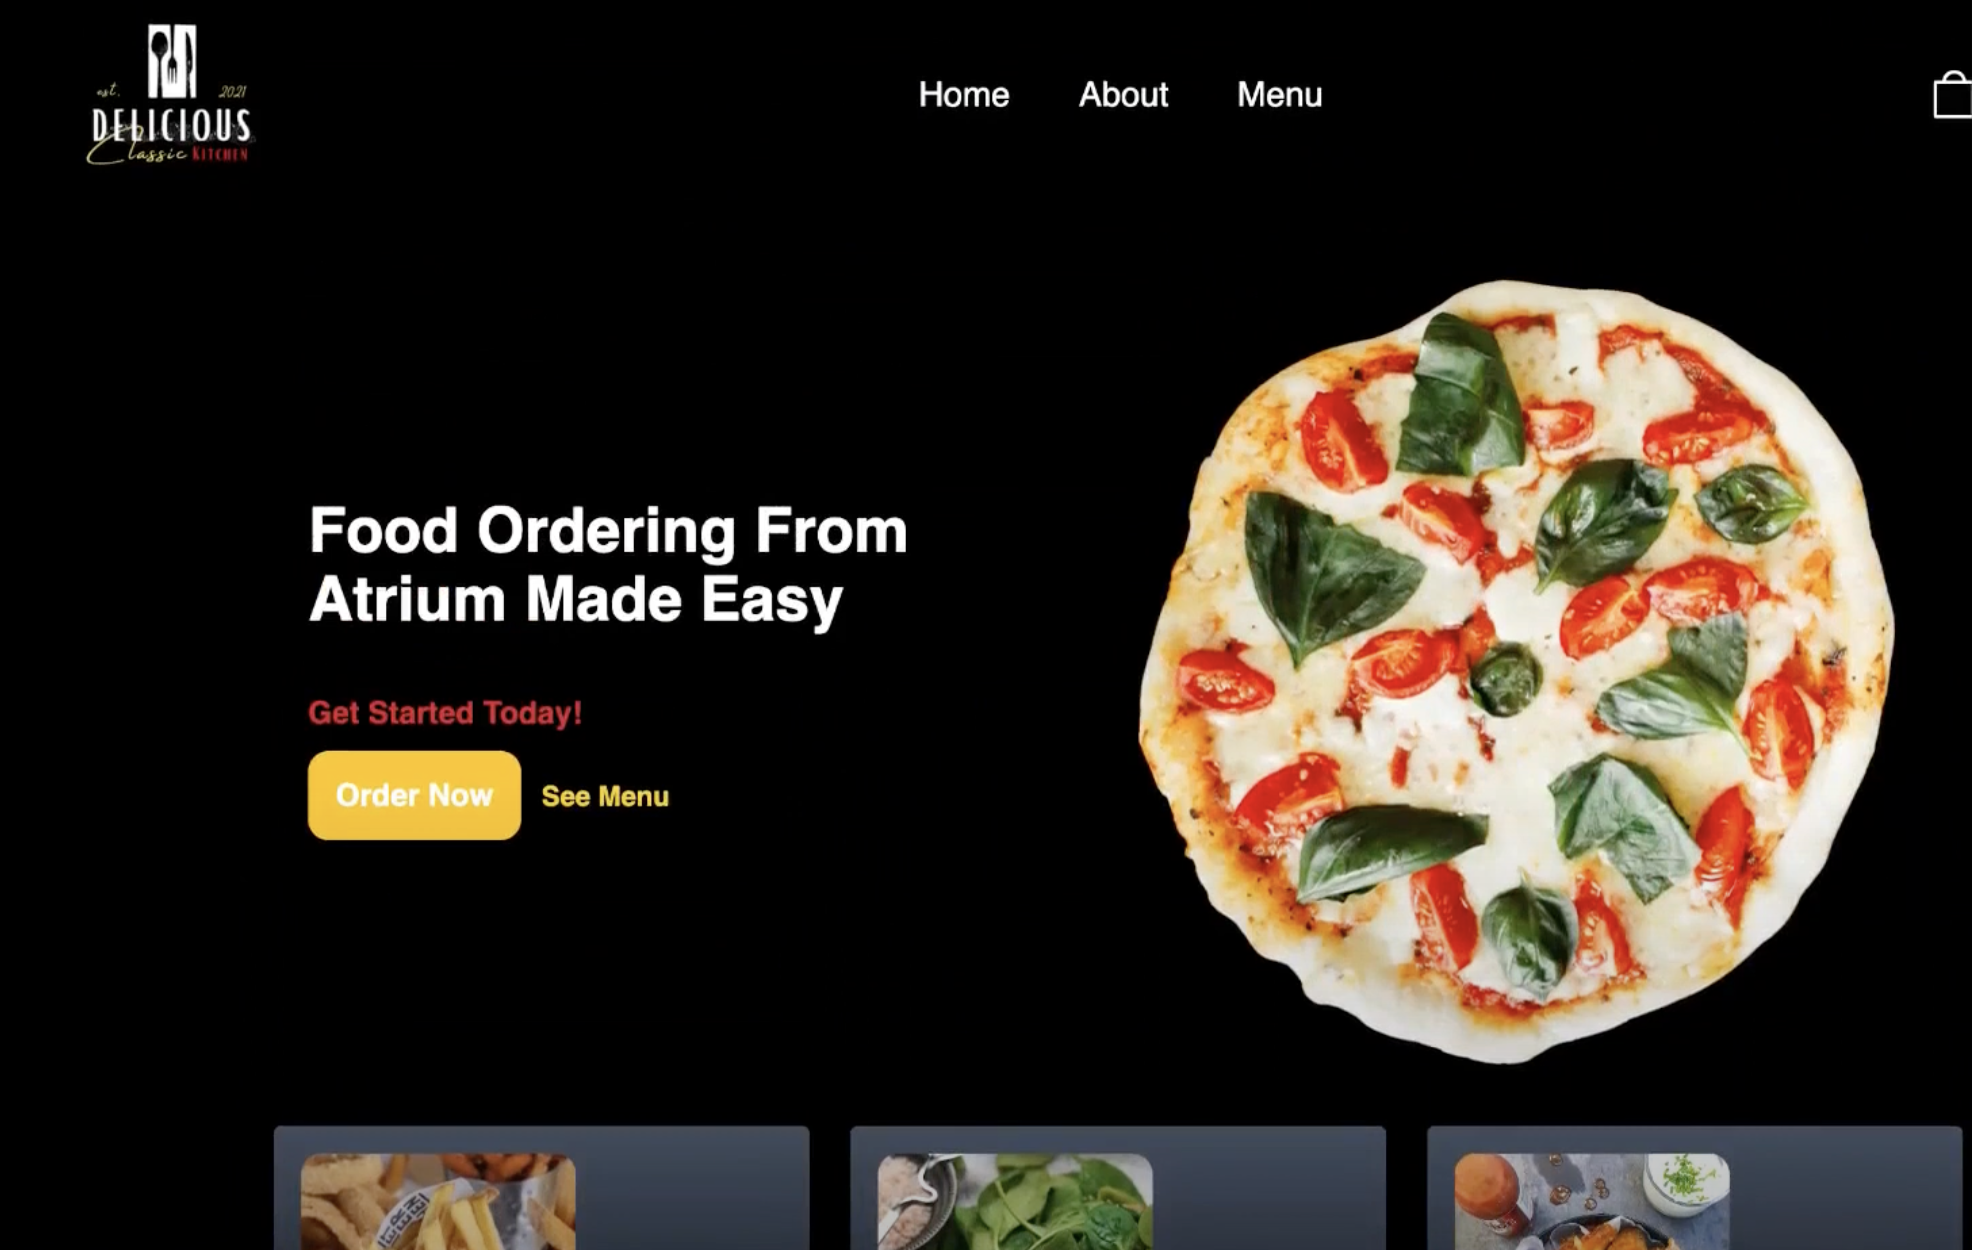 est. 2021
DELICIOUS
Classic KITCHEN
Home About Menu
Food Ordering From
Atrium Made Easy
Get Started Today!
Order Now See Menu